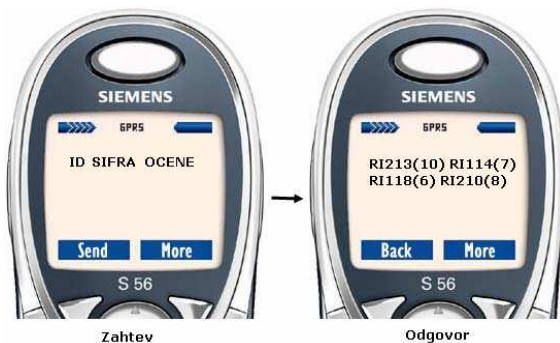 SIEMENS
GPRS
ID SIFRA OCENE
Send More
S 56
Zahtev
SIEMENS
GPRS
RI213(10) RI114(7)
RI118(6) RI210(8)
Back More
S 56
Odgovor